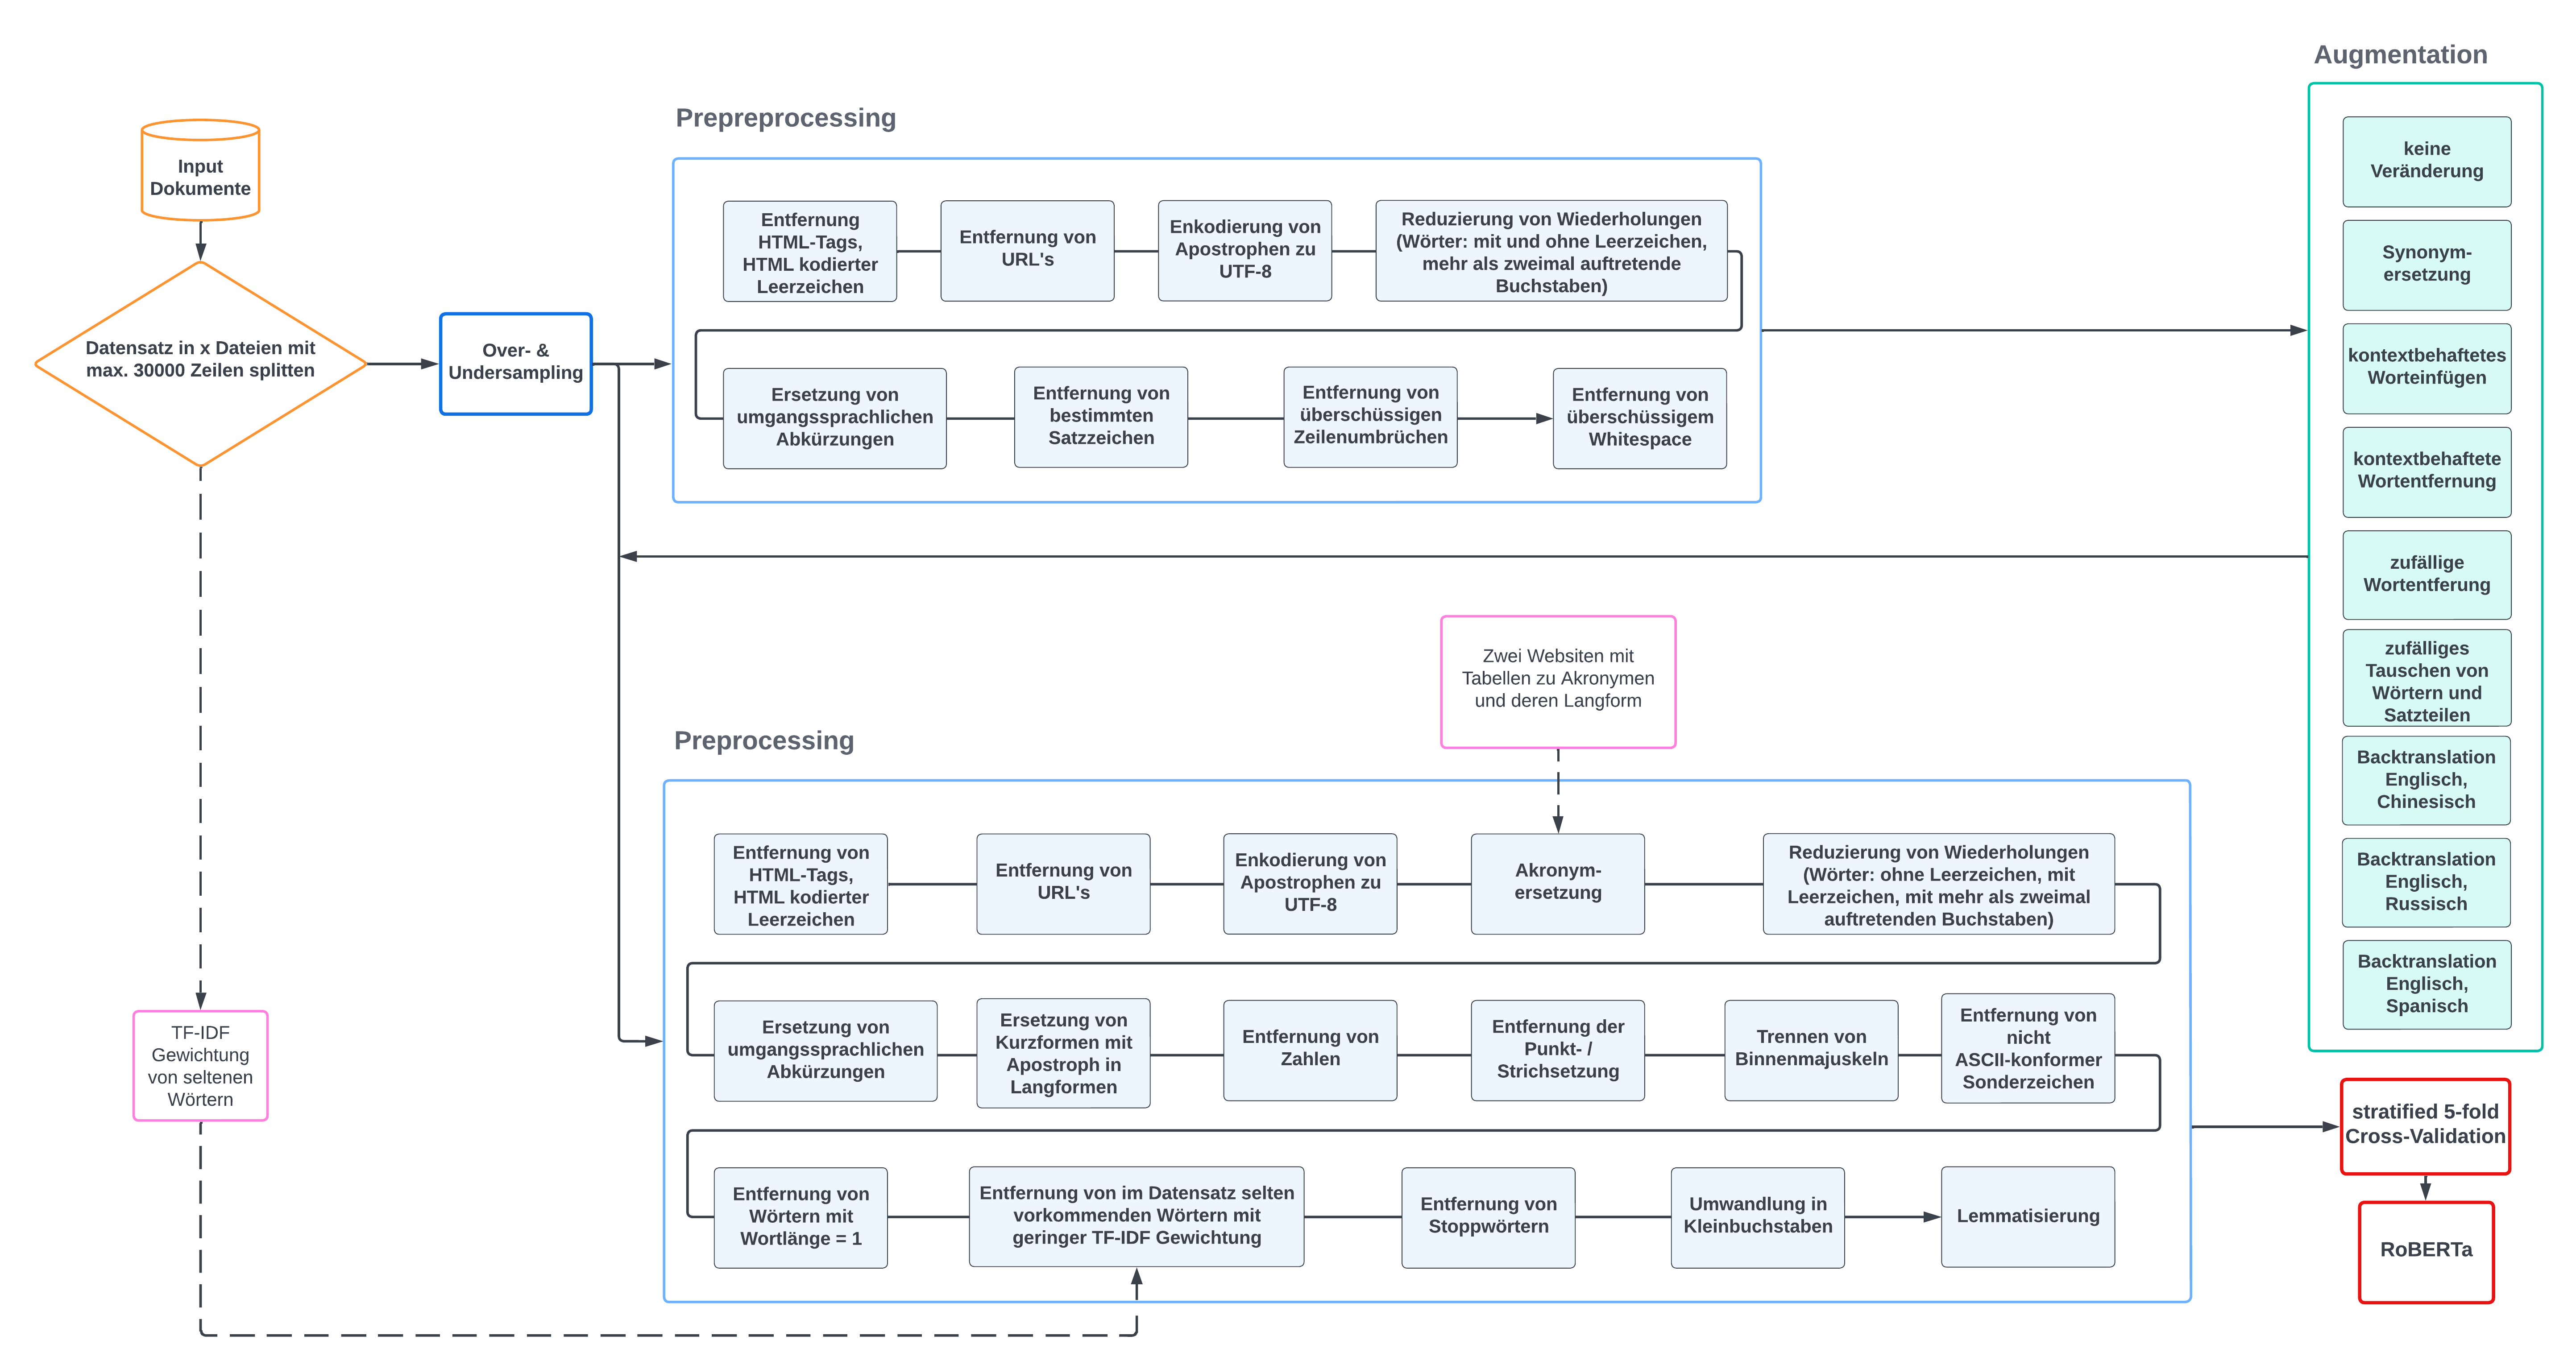 Augmentation
Prepreprocessing
Input
Dokumente
Datensatz in x Dateien mit
max. 30000 Zeilen splitten
Over- &
Undersampling
Entfernung
HTML-Tags,
HTML kodierter
Leerzeichen
Entfernung von
URL's
Enkodierung von
Apostrophen zu
UTF-8
Reduzierung von Wiederholungen
(Wörter: mit und ohne Leerzeichen,
mehr als zweimal auftretende
Buchstaben)
Ersetzung von
umgangssprachlichen
Abkürzungen
Entfernung von
bestimmten
Satzzeichen
Entfernung von
überschüssigen
Zeilenumbrüchen
Entfernung von
überschüssigem
Whitespace
keine
Veränderung
Synonym-
ersetzung
kontextbehaftetes
Worteinfügen
kontextbehaftete
Wortentfernung
zufällige
Wortentferung
zufälliges
Tauschen von
Wörtern und
Satzteilen
Backtranslation
Englisch,
Chinesisch
Backtranslation
Englisch,
Russisch
Backtranslation
Englisch,
Spanisch
Zwei Websiten mit
Tabellen zu Akronymen
und deren Langform
Preprocessing
Entfernung von
HTML-Tags,
HTML kodierter
Leerzeichen
Entfernung von
URL's
Enkodierung von
Apostrophen zu
UTF-8
Akronym-
ersetzung
Reduzierung von Wiederholungen
(Wörter: ohne Leerzeichen, mit
Leerzeichen, mit mehr als zweimal
auftretenden Buchstaben)
Ersetzung von
umgangssprachlichen
Abkürzungen
Ersetzung von
Kurzformen mit
Apostroph in
Langformen
Entfernung von
Zahlen
Entfernung der
Punkt- /
Strichsetzung
Trennen von
Binnenmajuskeln
Entfernung von
nicht
ASCII-konformer
Sonderzeichen
Entfernung von
Wörtern mit
Wortlänge = 1
Entfernung von im Datensatz selten
vorkommenden Wörtern mit
geringer TF-IDF Gewichtung
Entfernung von
Stoppwörtern
Umwandlung in
Kleinbuchstaben
Lemmatisierung
TF-IDF
Gewichtung
von seltenen
Wörtern
stratified 5-fold
Cross-Validation
RoBERTa